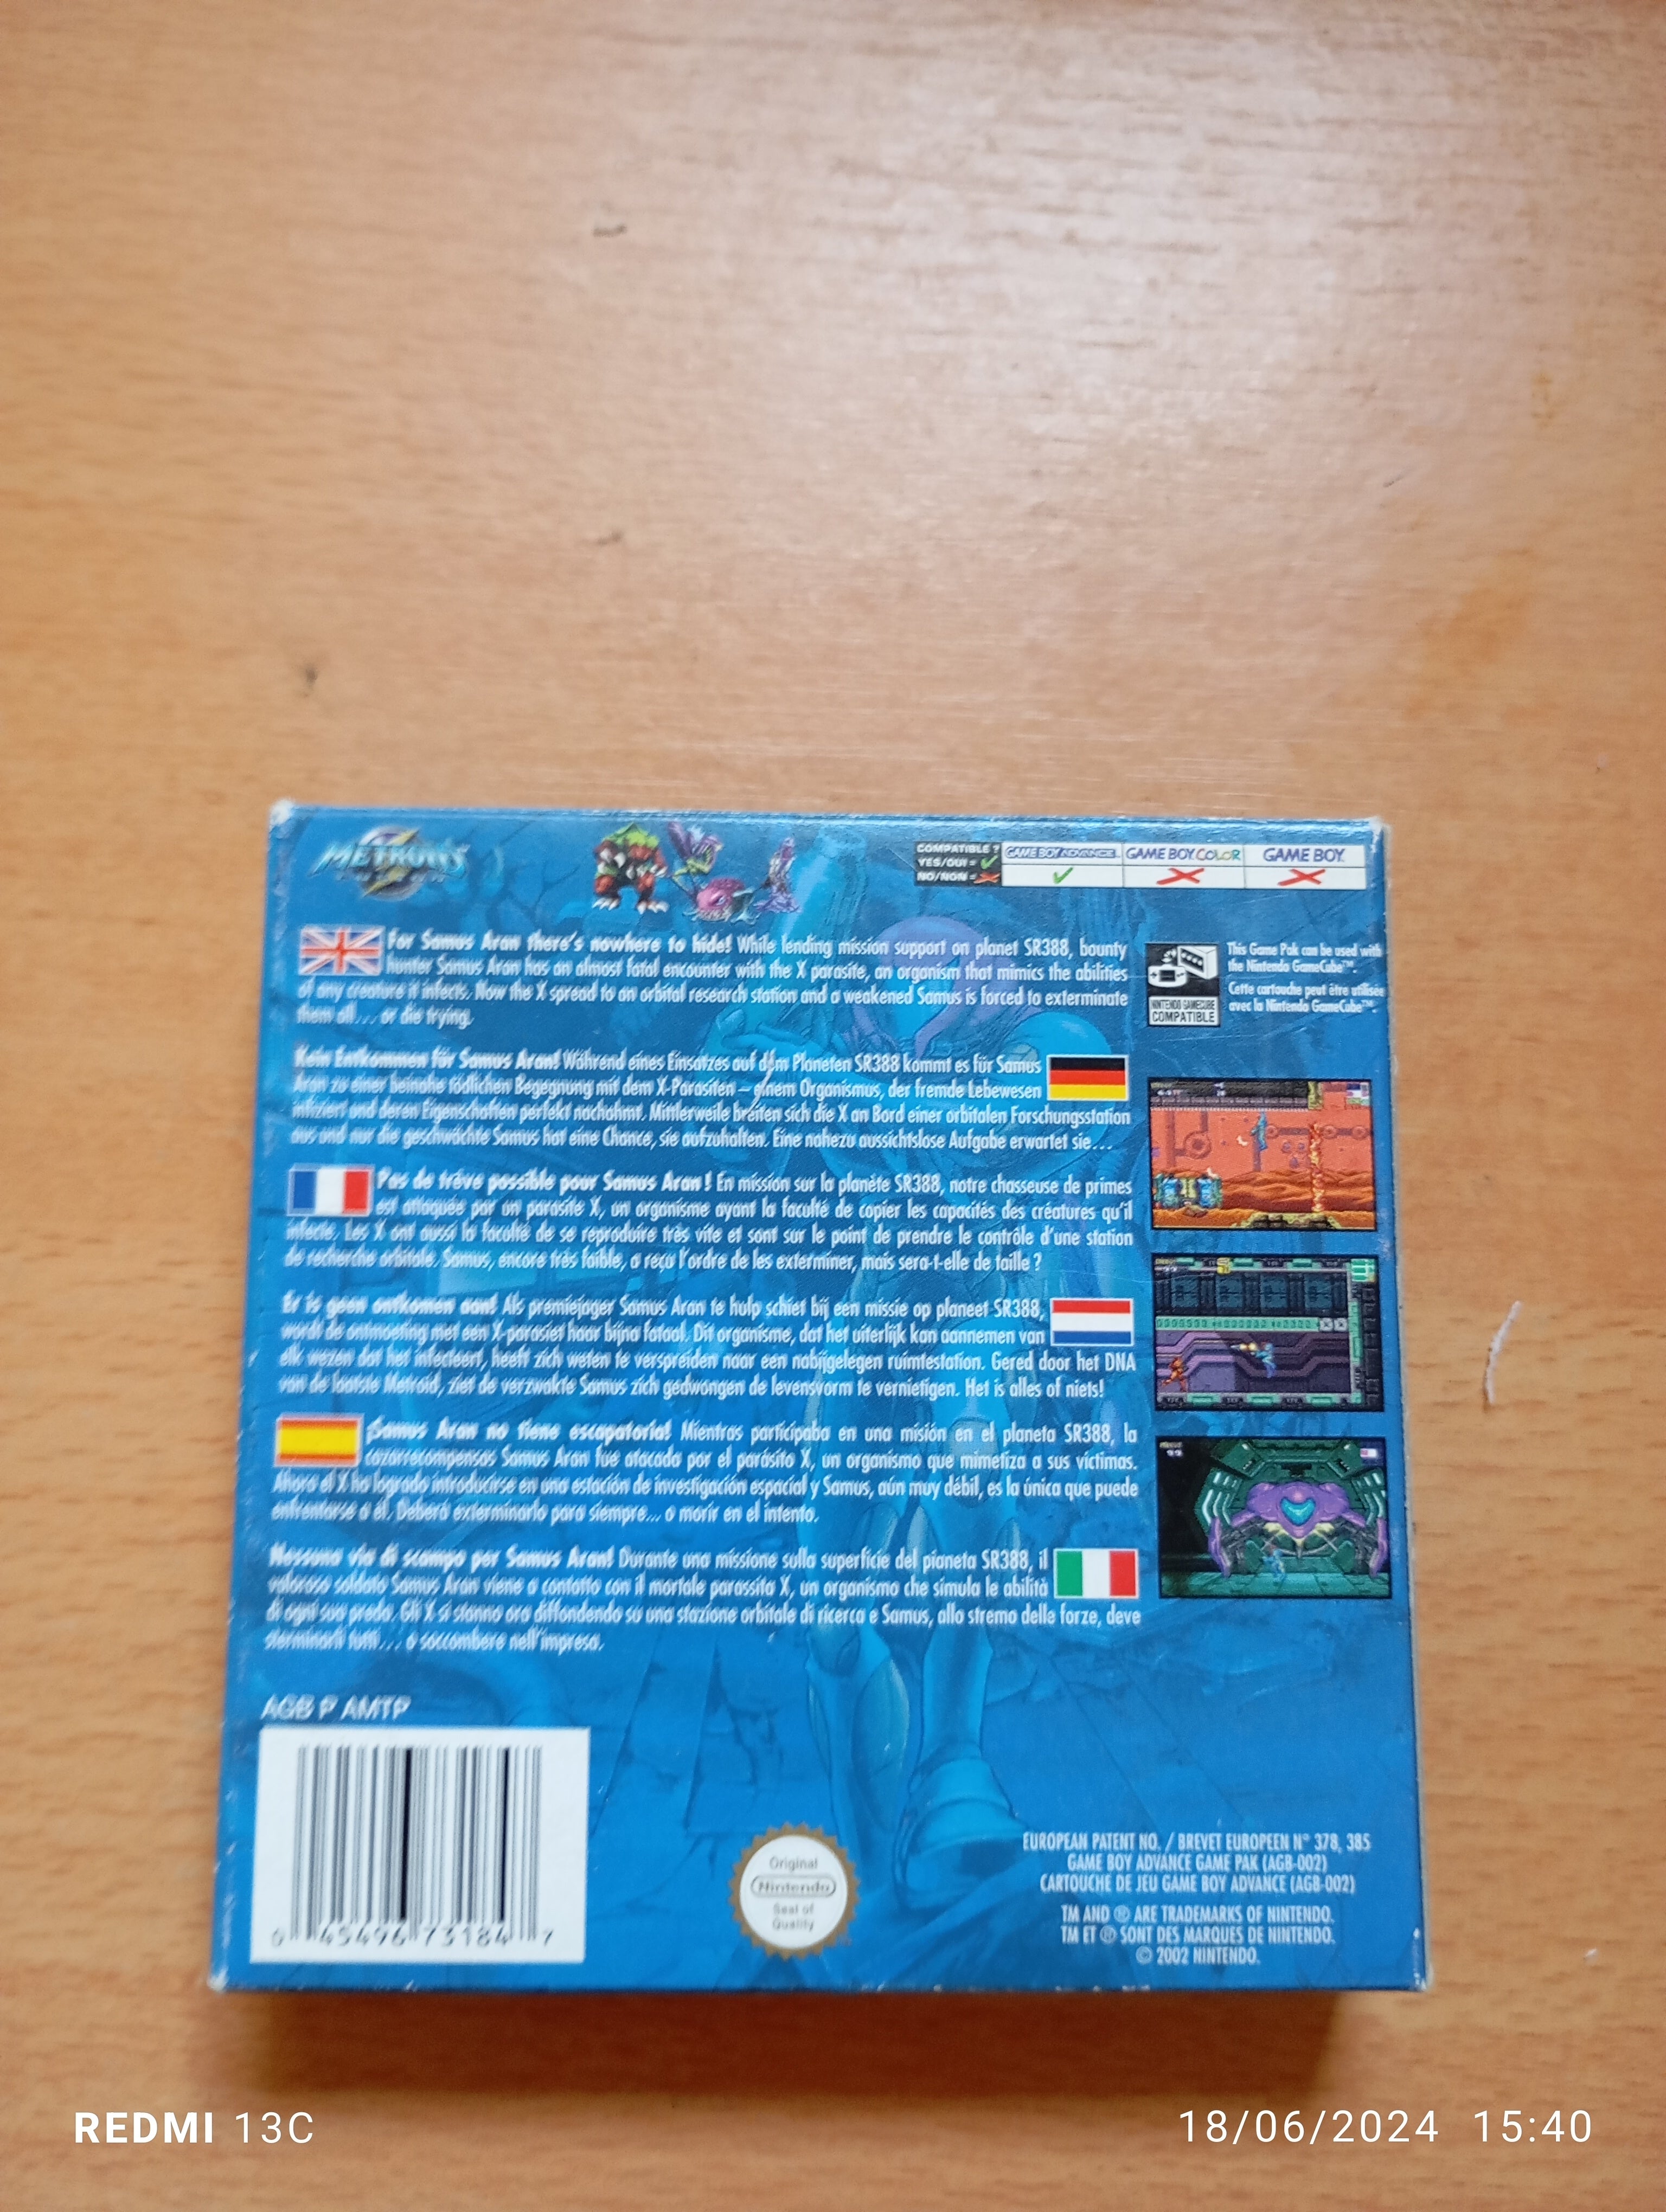 METROID
COMPATIBLE ?
YES/OUI =
NO/NON =
GAME BOY ADVANCE
GAME BOY COLOR
GAME BOY
For Samus Aran there's nowhere to hide! While lending mission support on planet SR388, bounty
hunter Samus Aran has an almost fatal encounter with the X parasite, an organism that mimics the abilities
of any creature it infects. Now the X spread to an orbital research station and a weakened Samus is forced to exterminate
them all... or die trying.
This Game Pak can be used with
the Nintendo GameCube™.
Cette cartouche peut être utilisée
avec la Nintendo GameCube™.
NINTENDO GAMECUBE
COMPATIBLE
Kein Entkommen für Samus Aran! Während eines Einsatzes auf dem Planeten SR388 kommt es für Samus
Aran zu einer beinahe tödlichen Begegnung mit dem X-Parasiten – einem Organismus, der fremde Lebewesen
infiziert und deren Eigenschaften perfekt nachahmt. Mittlerweile breiten sich die X an Bord einer orbitalen Forschungsstation
aus und nur die geschwächte Samus hat eine Chance, sie aufzuhalten. Eine nahezu aussichtslose Aufgabe erwartet sie...
Pas de trêve possible pour Samus Aran ! En mission sur la planète SR388, notre chasseuse de primes
est attaquée par un parasite X, un organisme ayant la faculté de copier les capacités des créatures qu'il
infecte. Les X ont aussi la faculté de se reproduire très vite et sont sur le point de prendre le contrôle d'une station
de recherche orbitale. Samus, encore très faible, a reçu l'ordre de les exterminer, mais sera-t-elle de taille ?
Er is geen ontkomen aan! Als premiejager Samus Aran te hulp schiet bij een missie op planeet SR388,
wordt de ontmoeting met een X-parasiet haar bijna fataal. Dit organisme, dat het uiterlijk kan aannemen van
elk wezen dat het infecteert, heeft zich weten te verspreiden naar een nabijgelegen ruimtestation. Gered door het DNA
van de laatste Metroid, ziet de verzwakte Samus zich gedwongen de levensvorm te vernietigen. Het is alles of niets!
¡Samus Aran no tiene escapatoria! Mientras participaba en una misión en el planeta SR388, la
cazarrecompensas Samus Aran fue atacada por el parásito X, un organismo que mimetiza a sus víctimas.
Ahora el X ha logrado introducirse en una estación de investigación espacial y Samus, aún muy débil, es la única que puede
enfrentarse a él. Deberá exterminarlo para siempre... o morir en el intento.
Nessuna via di scampo per Samus Aran! Durante una missione sulla superficie del pianeta SR388, il
valoroso soldato Samus Aran viene a contatto con il mortale parassita X, un organismo che simula le abilità
di ogni sua preda. Gli X si stanno ora diffondendo su una stazione orbitale di ricerca e Samus, allo stremo delle forze, deve
sterminarli tutti... o soccombere nell'impresa.
AGB P AMTP
0 45496 73184 7
Original
Nintendo
Seal of
Quality
EUROPEAN PATENT NO. / BREVET EUROPEEN N° 378, 385
GAME BOY ADVANCE GAME PAK (AGB-002)
CARTOUCHE DE JEU GAME BOY ADVANCE (AGB-002)
TM AND ® ARE TRADEMARKS OF NINTENDO.
TM ET ® SONT DES MARQUES DE NINTENDO.
© 2002 NINTENDO.
REDMI 13C
18/06/2024 15:40